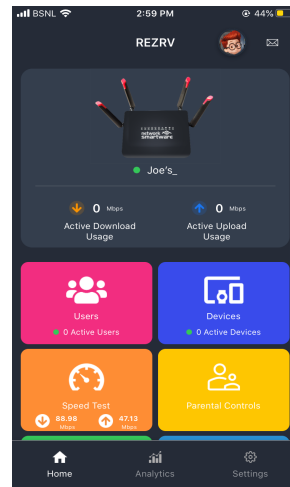 BSNL 2:59 PM 44%
REZRV
network
smartware
Joe's_
0 Mbps 0 Mbps
Active Download Usage
Active Upload Usage
Users
0 Active Users
Devices
0 Active Devices
Speed Test
88.98 Mbps 47.13 Mbps
Parental Controls
Home Analytics Settings